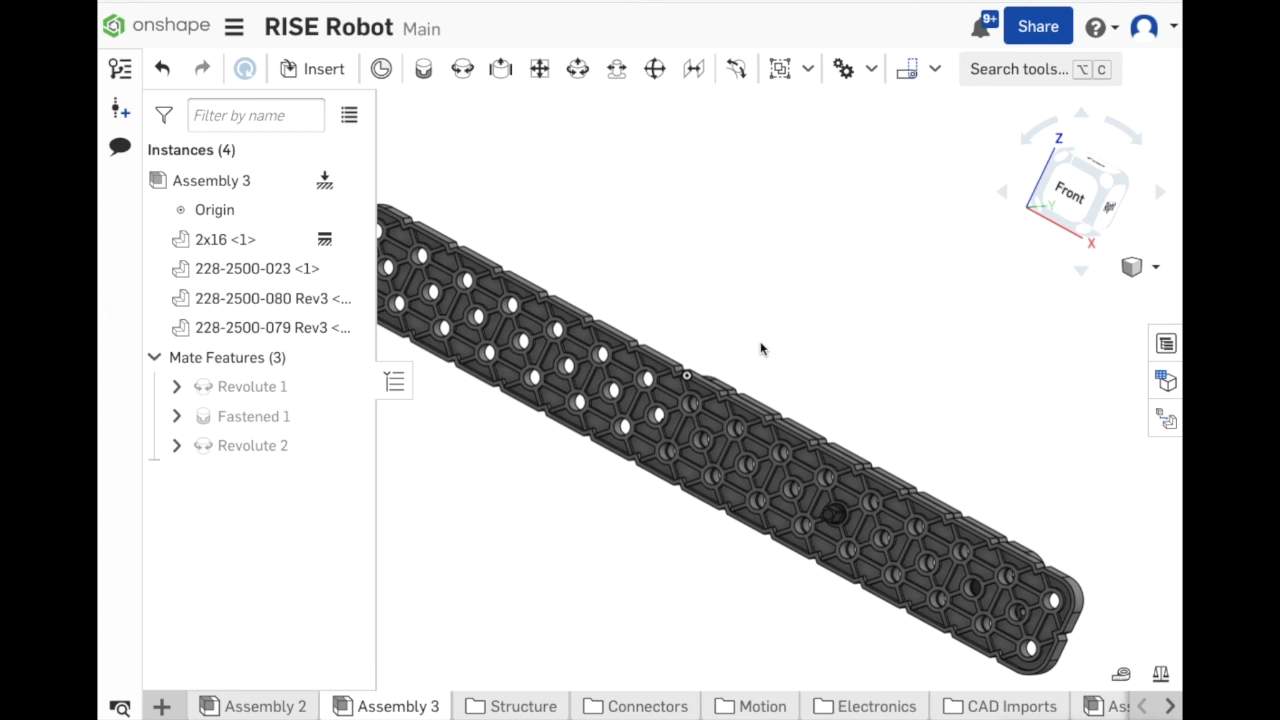 onshape RISE Robot Main 9+ Share
Insert Search tools... ⌥ C
Filter by name
Instances (4)
Assembly 3
Origin
2x16 <1>
228-2500-023 <1>
228-2500-080 Rev3 <...
228-2500-079 Rev3 <...
Mate Features (3)
Revolute 1
Fastened 1
Revolute 2
Z
Front
Right
Y
X
Assembly 2 Assembly 3 Structure Connectors Motion Electronics CAD Imports Ass